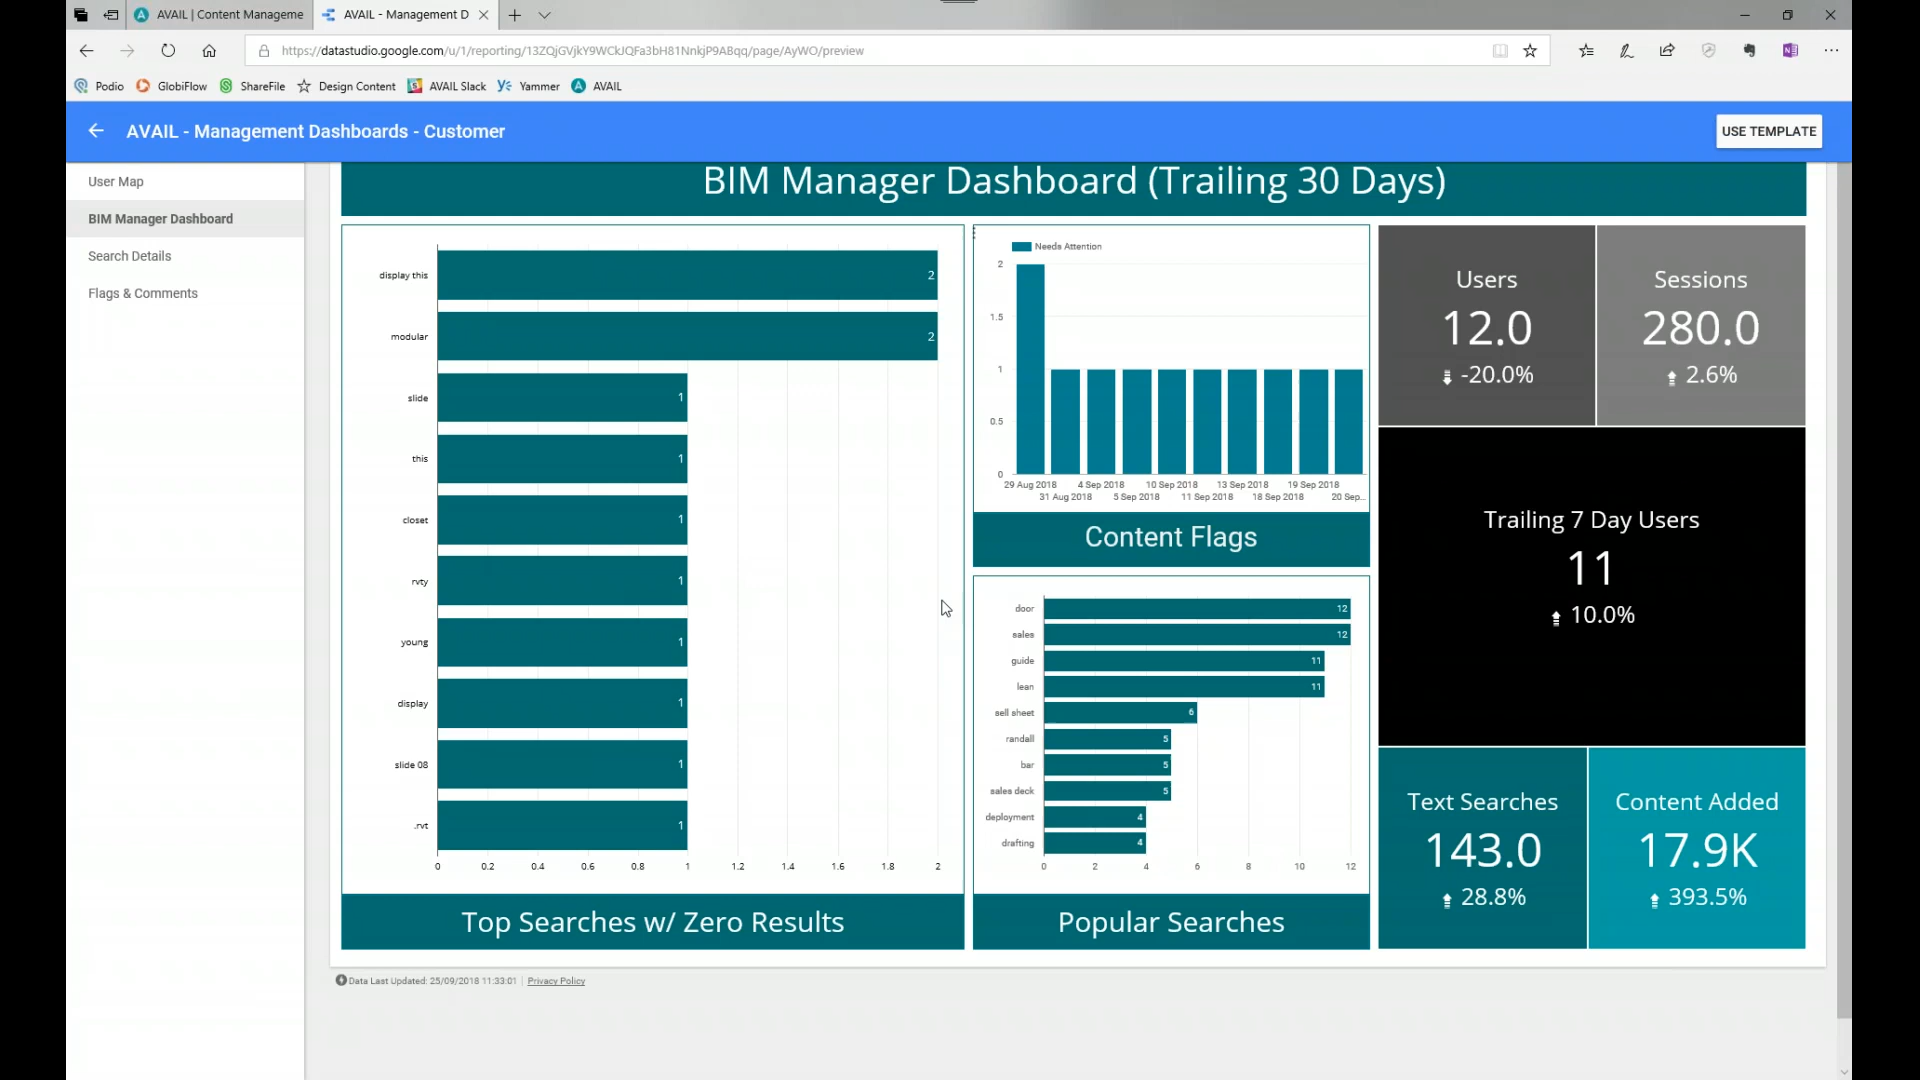 AVAIL | Content Manageme
AVAIL - Management D
https://datastudio.google.com/u/1/reporting/13ZQjGVjkY9WCkJQFa3bH81NnkjP9ABqq/page/AyWO/preview
Podio
GlobiFlow
ShareFile
Design Content
AVAIL Slack
Yammer
AVAIL
AVAIL - Management Dashboards - Customer
USE TEMPLATE
User Map
BIM Manager Dashboard
Search Details
Flags & Comments
BIM Manager Dashboard (Trailing 30 Days)
display this 2
modular 2
slide 1
this 1
closet 1
rvty 1
young 1
display 1
slide 08 1
.rvt 1
0 0.2 0.4 0.6 0.8 1 1.2 1.4 1.6 1.8 2
Top Searches w/ Zero Results
Needs Attention
2
1.5
1
0.5
0
29 Aug 2018 4 Sep 2018 10 Sep 2018 13 Sep 2018 19 Sep 2018
31 Aug 2018 5 Sep 2018 11 Sep 2018 18 Sep 2018 20 Sep...
Content Flags
door 12
sales 12
guide 11
lean 11
sell sheet 6
randall 5
bar 5
sales deck 5
deployment 4
drafting 4
0 2 4 6 8 10 12
Popular Searches
Users
12.0
-20.0%
Sessions
280.0
2.6%
Trailing 7 Day Users
11
10.0%
Text Searches
143.0
28.8%
Content Added
17.9K
393.5%
Data Last Updated: 25/09/2018 11:33:01 | Privacy Policy